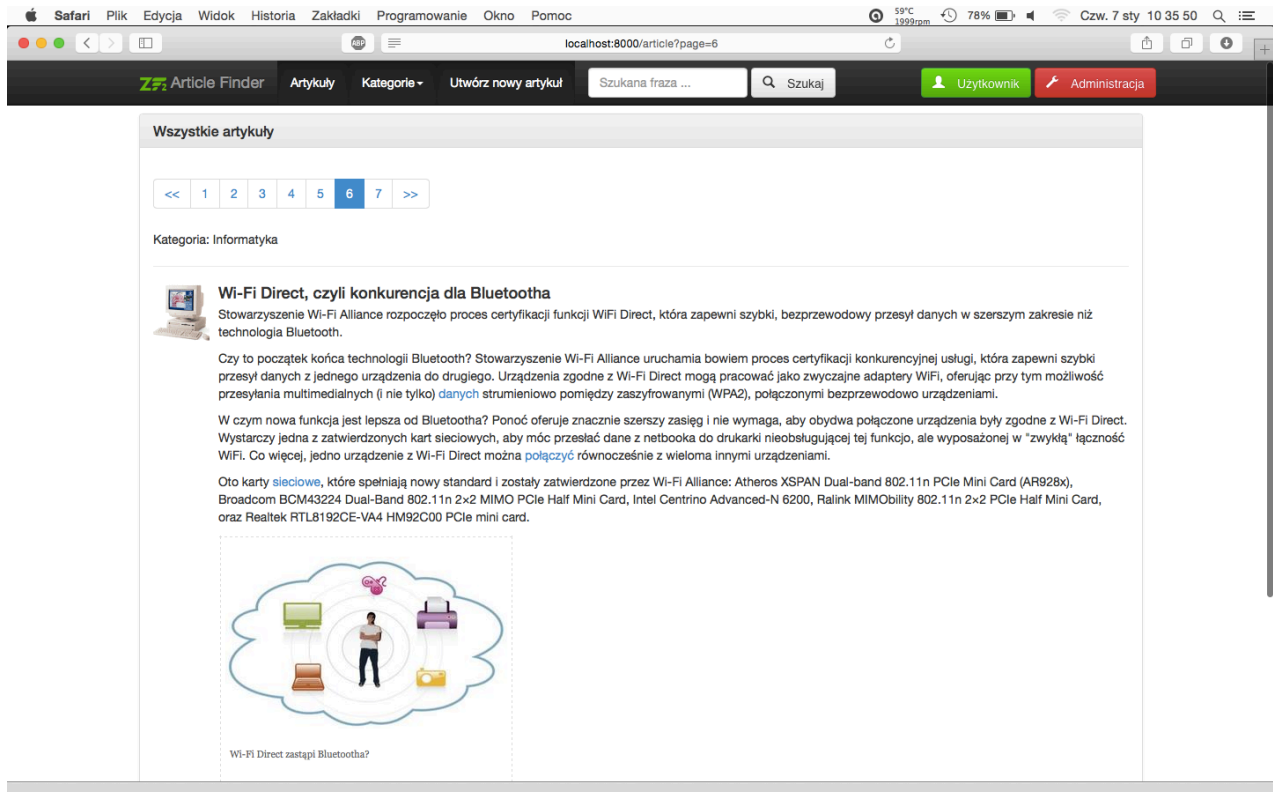 Safari Plik Edycja Widok Historia Zakładki Programowanie Okno Pomoc 59°C 1999rpm 78% Czw. 7 sty 10 35 50
ABP localhost:8000/article?page=6
ZF2 Article Finder Artykuły Kategorie Utwórz nowy artykuł Szukana fraza ... Szukaj Użytkownik Administracja
Wszystkie artykuły
<< 1 2 3 4 5 6 7 >>
Kategoria: Informatyka
Wi-Fi Direct, czyli konkurencja dla Bluetootha
Stowarzyszenie Wi-Fi Alliance rozpoczęło proces certyfikacji funkcji WiFi Direct, która zapewni szybki, bezprzewodowy przesył danych w szerszym zakresie niż
technologia Bluetooth.
Czy to początek końca technologii Bluetooth? Stowarzyszenie Wi-Fi Alliance uruchamia bowiem proces certyfikacji konkurencyjnej usługi, która zapewni szybki
przesył danych z jednego urządzenia do drugiego. Urządzenia zgodne z Wi-Fi Direct mogą pracować jako zwyczajne adaptery WiFi, oferując przy tym możliwość
przesyłania multimedialnych (i nie tylko) danych strumieniowo pomiędzy zaszyfrowanymi (WPA2), połączonymi bezprzewodowo urządzeniami.
W czym nowa funkcja jest lepsza od Bluetootha? Ponoć oferuje znacznie szerszy zasięg i nie wymaga, aby obydwa połączone urządzenia były zgodne z Wi-Fi Direct.
Wystarczy jedna z zatwierdzonych kart sieciowych, aby móc przesłać dane z netbooka do drukarki nieobsługującej tej funkcjo, ale wyposażonej w "zwykłą" łączność
WiFi. Co więcej, jedno urządzenie z Wi-Fi Direct można połączyć równocześnie z wieloma innymi urządzeniami.
Oto karty sieciowe, które spełniają nowy standard i zostały zatwierdzone przez Wi-Fi Alliance: Atheros XSPAN Dual-band 802.11n PCIe Mini Card (AR928x),
Broadcom BCM43224 Dual-Band 802.11n 2×2 MIMO PCIe Half Mini Card, Intel Centrino Advanced-N 6200, Ralink MIMObility 802.11n 2×2 PCIe Half Mini Card,
oraz Realtek RTL8192CE-VA4 HM92C00 PCIe mini card.
Wi-Fi Direct zastąpi Bluetootha?